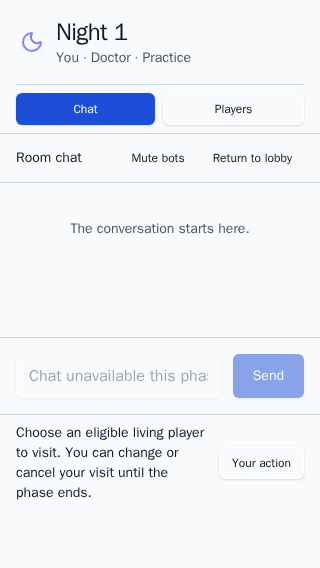 Night 1
You · Doctor · Practice
Chat
Players
Room chat
Mute bots
Return to lobby
The conversation starts here.
Chat unavailable this phas
Send
Choose an eligible living player
to visit. You can change or
cancel your visit until the
phase ends.
Your action